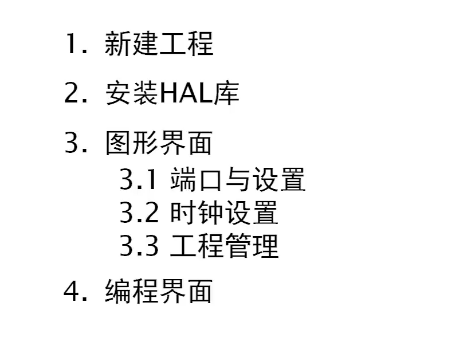 1. 新建工程
2. 安装HAL库
3. 图形界面
3.1 端口与设置
3.2 时钟设置
3.3 工程管理
4. 编程界面